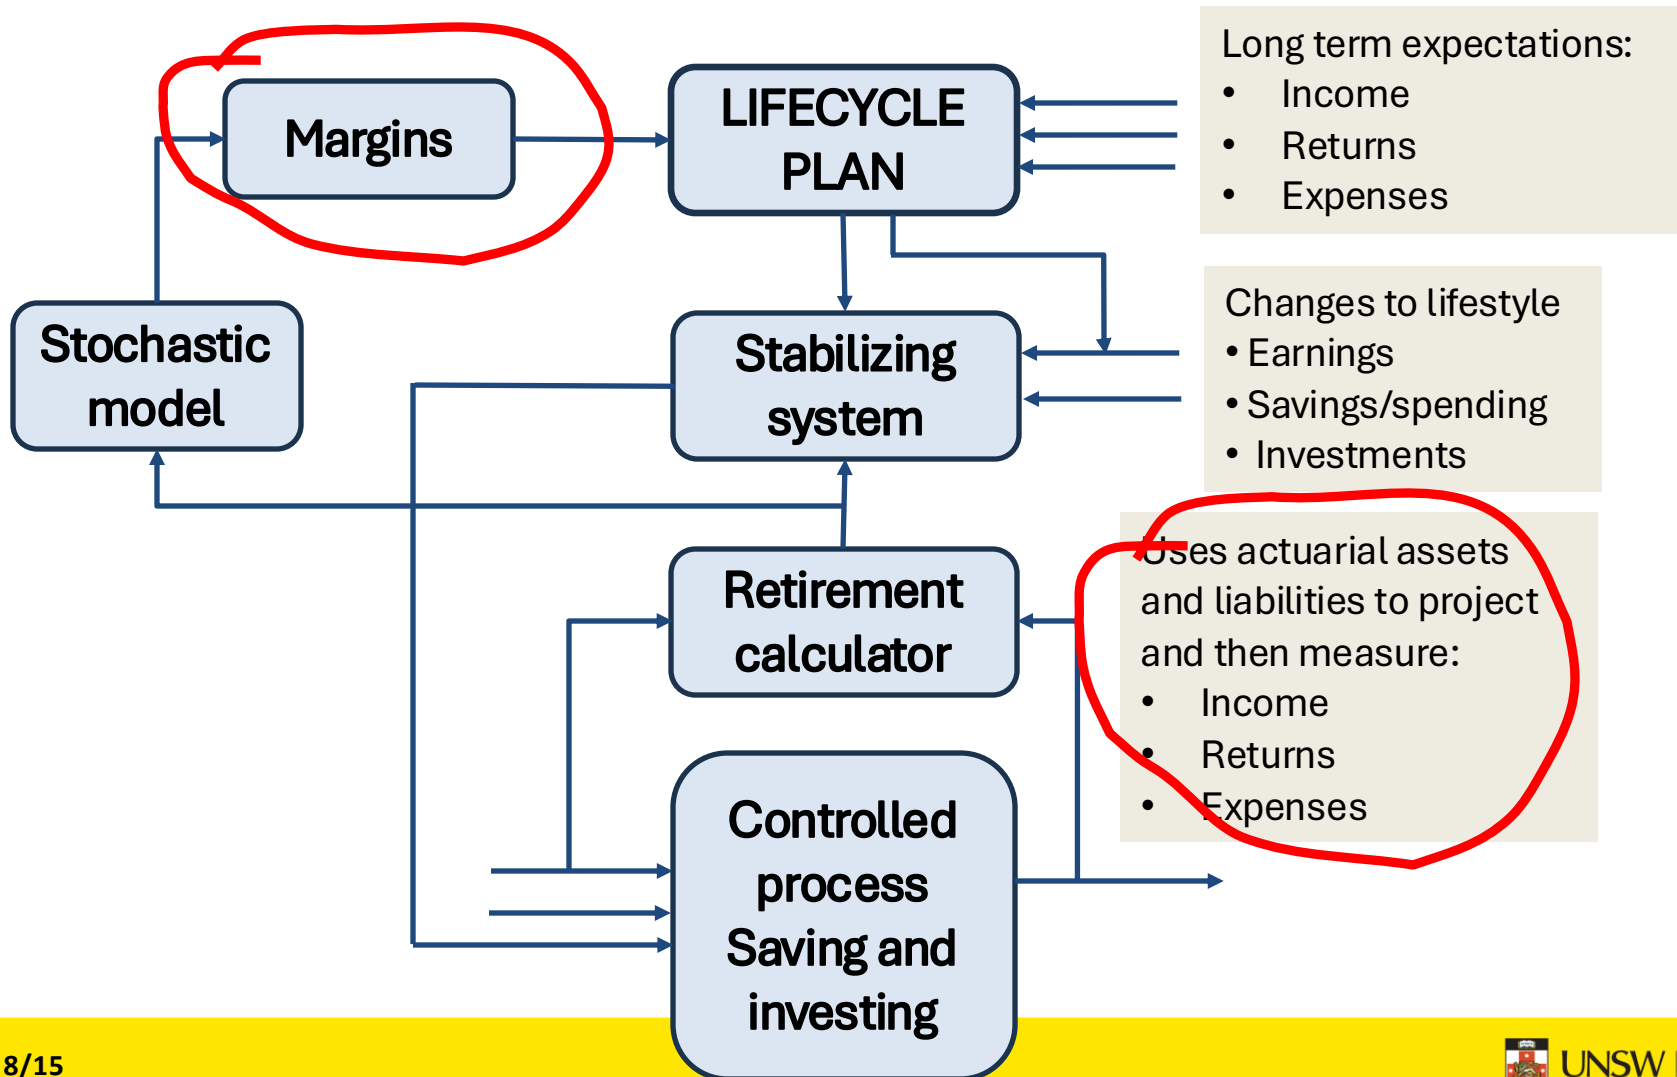 Margins
LIFECYCLE
PLAN
Long term expectations:
• Income
• Returns
• Expenses
Stochastic
model
Stabilizing
system
Changes to lifestyle
• Earnings
• Savings/spending
• Investments
Retirement
calculator
Uses actuarial assets
and liabilities to project
and then measure:
• Income
• Returns
• Expenses
Controlled
process
Saving and
investing
8/15
UNSW